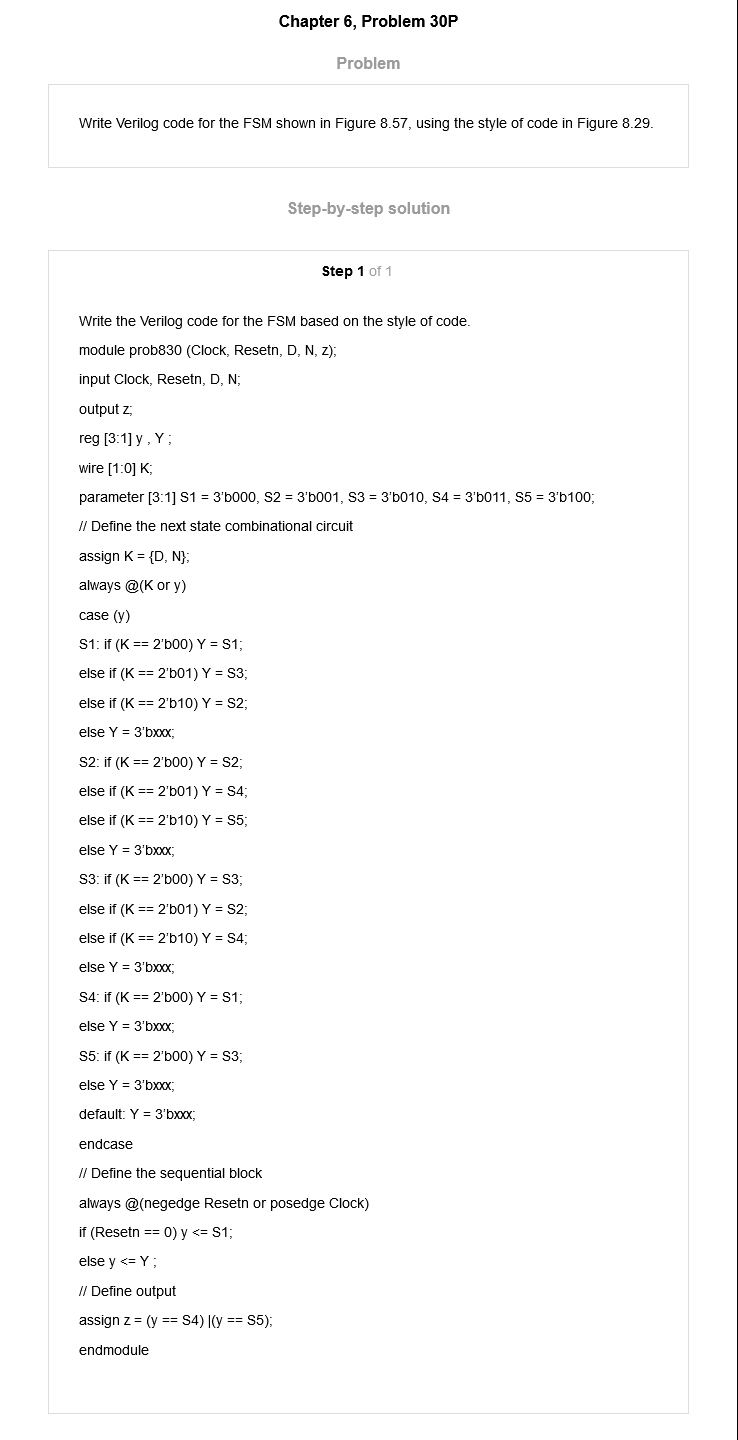 Chapter 6, Problem 30P
Problem
Write Verilog code for the FSM shown in Figure 8.57, using the style of code in Figure 8.29.
Step-by-step solution
Step 1 of 1
Write the Verilog code for the FSM based on the style of code.
module prob830 (Clock, Resetn, D, N, z);
input Clock, Resetn, D, N;
output z;
reg [3:1] y , Y ;
wire [1:0] K;
parameter [3:1] S1 = 3'b000, S2 = 3'b001, S3 = 3'b010, S4 = 3'b011, S5 = 3'b100;
// Define the next state combinational circuit
assign K = {D, N};
always @(K or y)
case (y)
S1: if (K == 2'b00) Y = S1;
else if (K == 2'b01) Y = S3;
else if (K == 2'b10) Y = S2;
else Y = 3'bxxx;
S2: if (K == 2'b00) Y = S2;
else if (K == 2'b01) Y = S4;
else if (K == 2'b10) Y = S5;
else Y = 3'bxxx;
S3: if (K == 2'b00) Y = S3;
else if (K == 2'b01) Y = S2;
else if (K == 2'b10) Y = S4;
else Y = 3'bxxx;
S4: if (K == 2'b00) Y = S1;
else Y = 3'bxxx;
S5: if (K == 2'b00) Y = S3;
else Y = 3'bxxx;
default: Y = 3'bxxx;
endcase
// Define the sequential block
always @(negedge Resetn or posedge Clock)
if (Resetn == 0) y <= S1;
else y <= Y ;
// Define output
assign z = (y == S4) |(y == S5);
endmodule